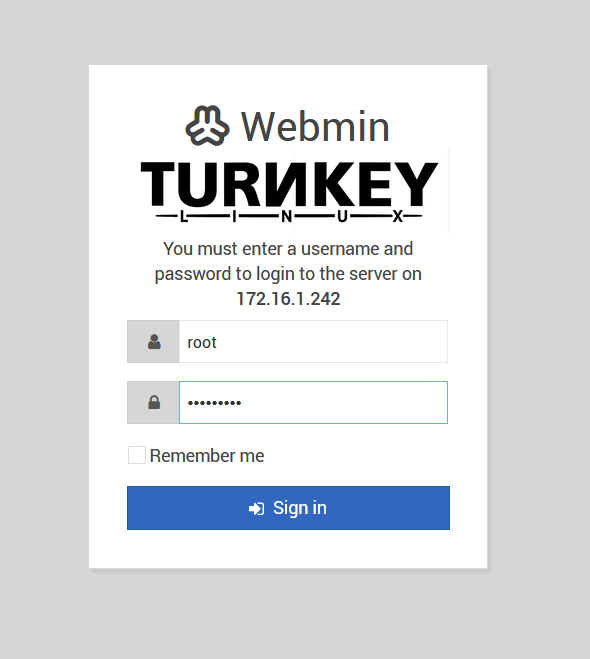 Webmin
TURNKEY
LINUX
You must enter a username and
password to login to the server on
172.16.1.242
root
•••••••••
Remember me
Sign in